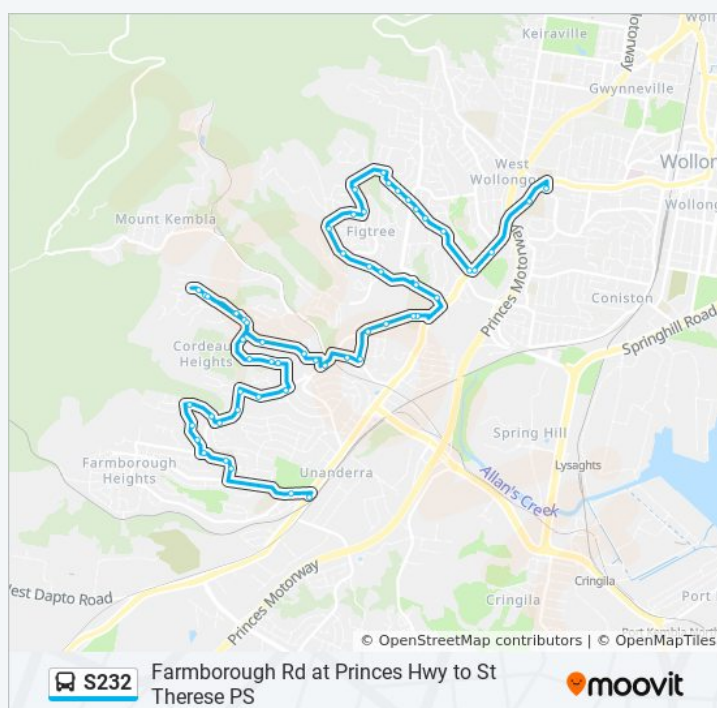 Keiraville
Motorway
Gwynneville
West
Wollongo
Wollon
Wollong
Mount Kembla
Figtree
Princes Motorway
Coniston
Springhill Road
Cordeau
Heights
Spring Hill
Lysaghts
Farmborough
Heights
Unanderra
Allan's Creek
West Dapto Road
Princes Motorway
Cringila
Cringila
Port
© OpenStreetMap contributors | © OpenMapTiles
S232
Farmborough Rd at Princes Hwy to St
Therese PS
moovit